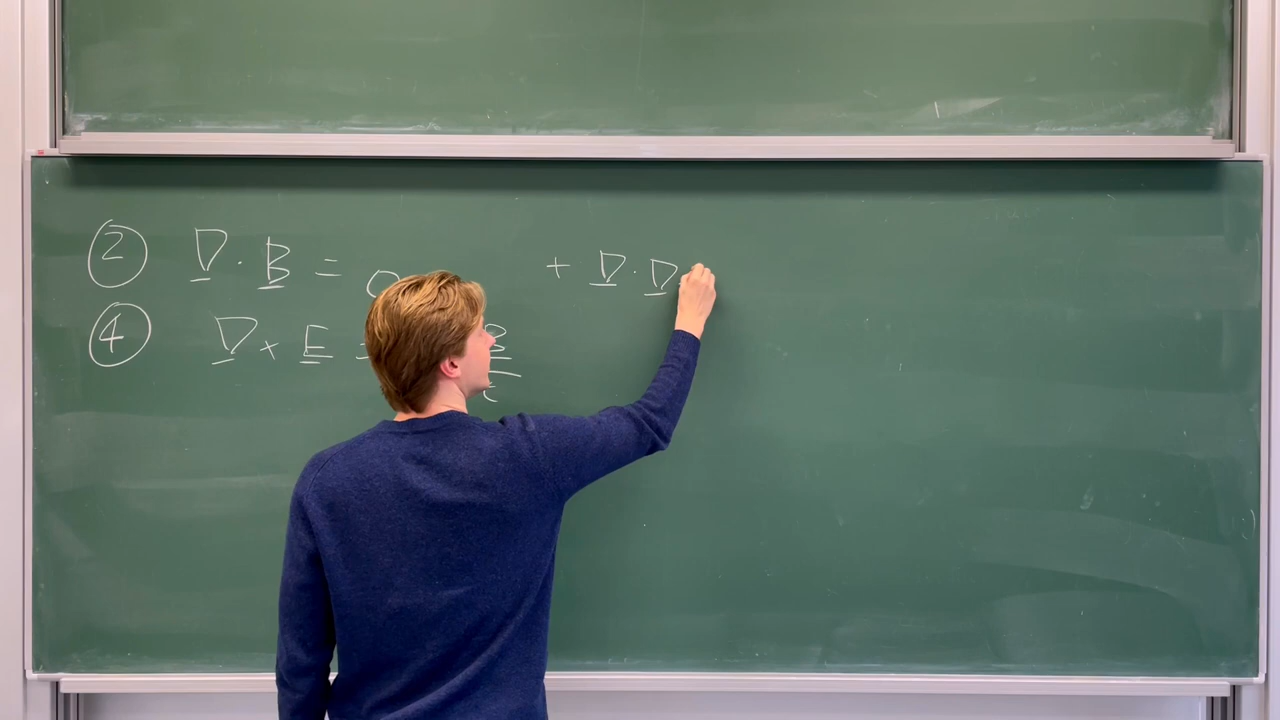 ② ∇ · B = 0 + ∇ · ∇
④ ∇ × E = B